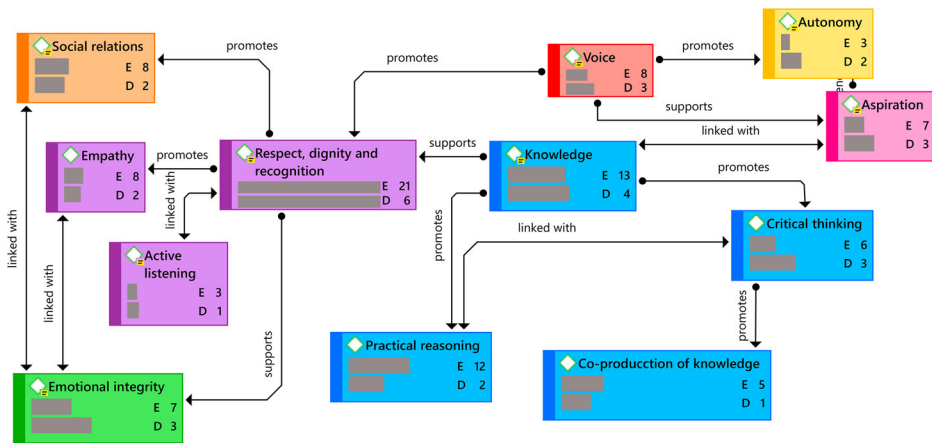 Social relations
E 8
D 2
promotes
promotes
Voice
E 8
D 3
promotes
Autonomy
E 3
D 2
supports
Aspiration
E 7
D 3
linked with
Empathy
E 8
D 2
promotes
Respect, dignity and
recognition
E 21
D 6
supports
Knowledge
E 13
D 4
promotes
linked with
linked with
linked with
Active
listening
E 3
D 1
supports
promotes
linked with
Critical thinking
E 6
D 3
promotes
Practical reasoning
E 12
D 2
Co-producction of knowledge
E 5
D 1
Emotional integrity
E 7
D 3